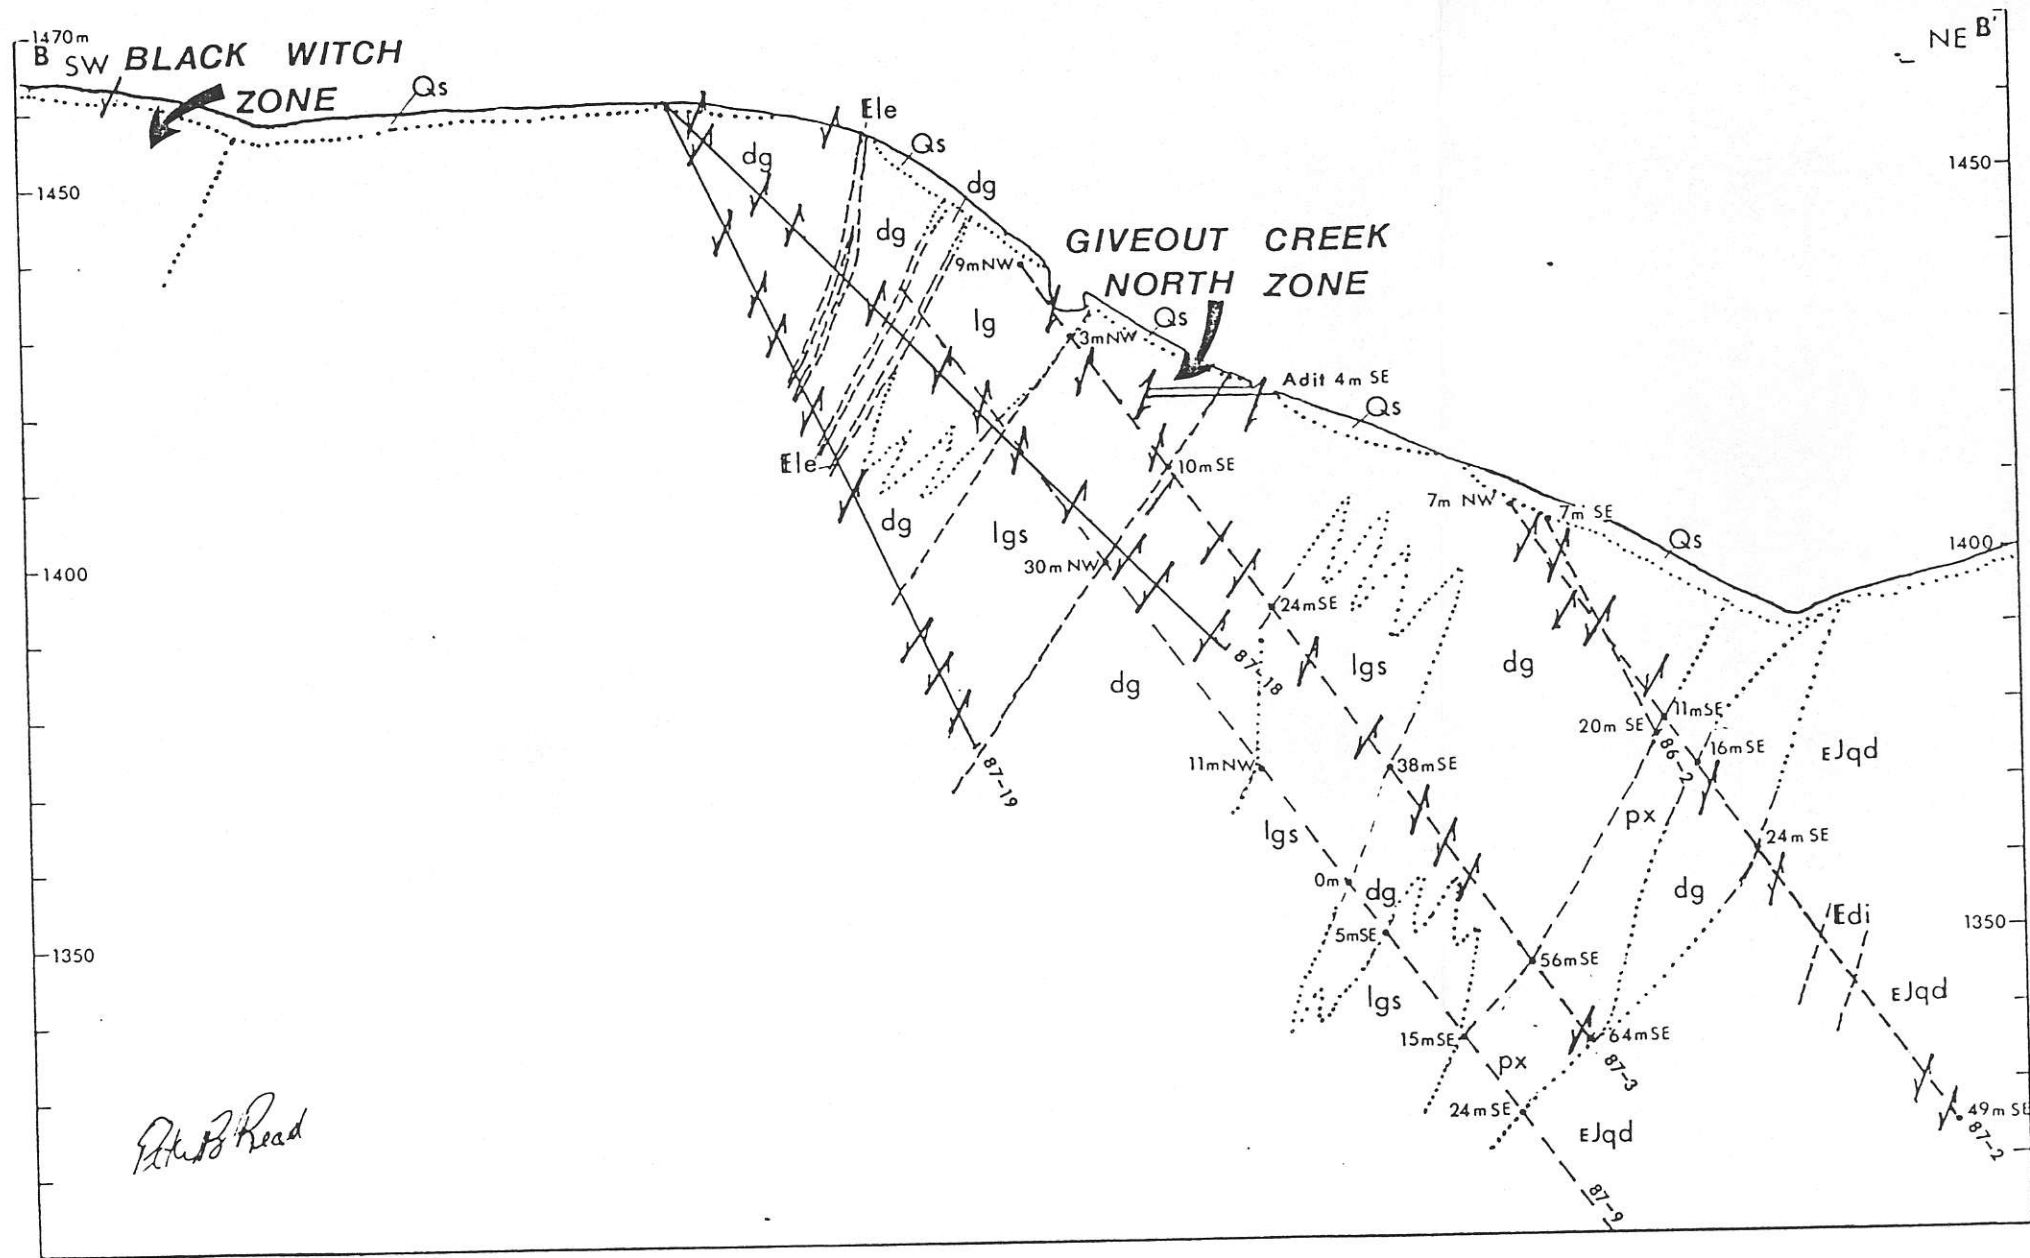 1470m
B SW BLACK WITCH ZONE
NE B'
Qs
Ele
Qs
dg
dg
1450
1450
dg
GIVEOUT CREEK
NORTH ZONE
9mNW
lg
3mNW
Qs
Adit 4m SE
Qs
Ele
10mSE
7m NW
7m SE
Qs
1400
dg
lgs
30mNW
1400
24mSE
87-18
lgs
dg
dg
20m SE
11mSE
86-2
16mSE
EJqd
11mNW
38mSE
87-19
px
lgs
24m SE
0m
dg
dg
Edi
5mSE
1350
1350
56mSE
lgs
EJqd
15mSE
64mSE
px
87-3
24mSE
49m SE
87-2
EJqd
Peter B Read
87-9